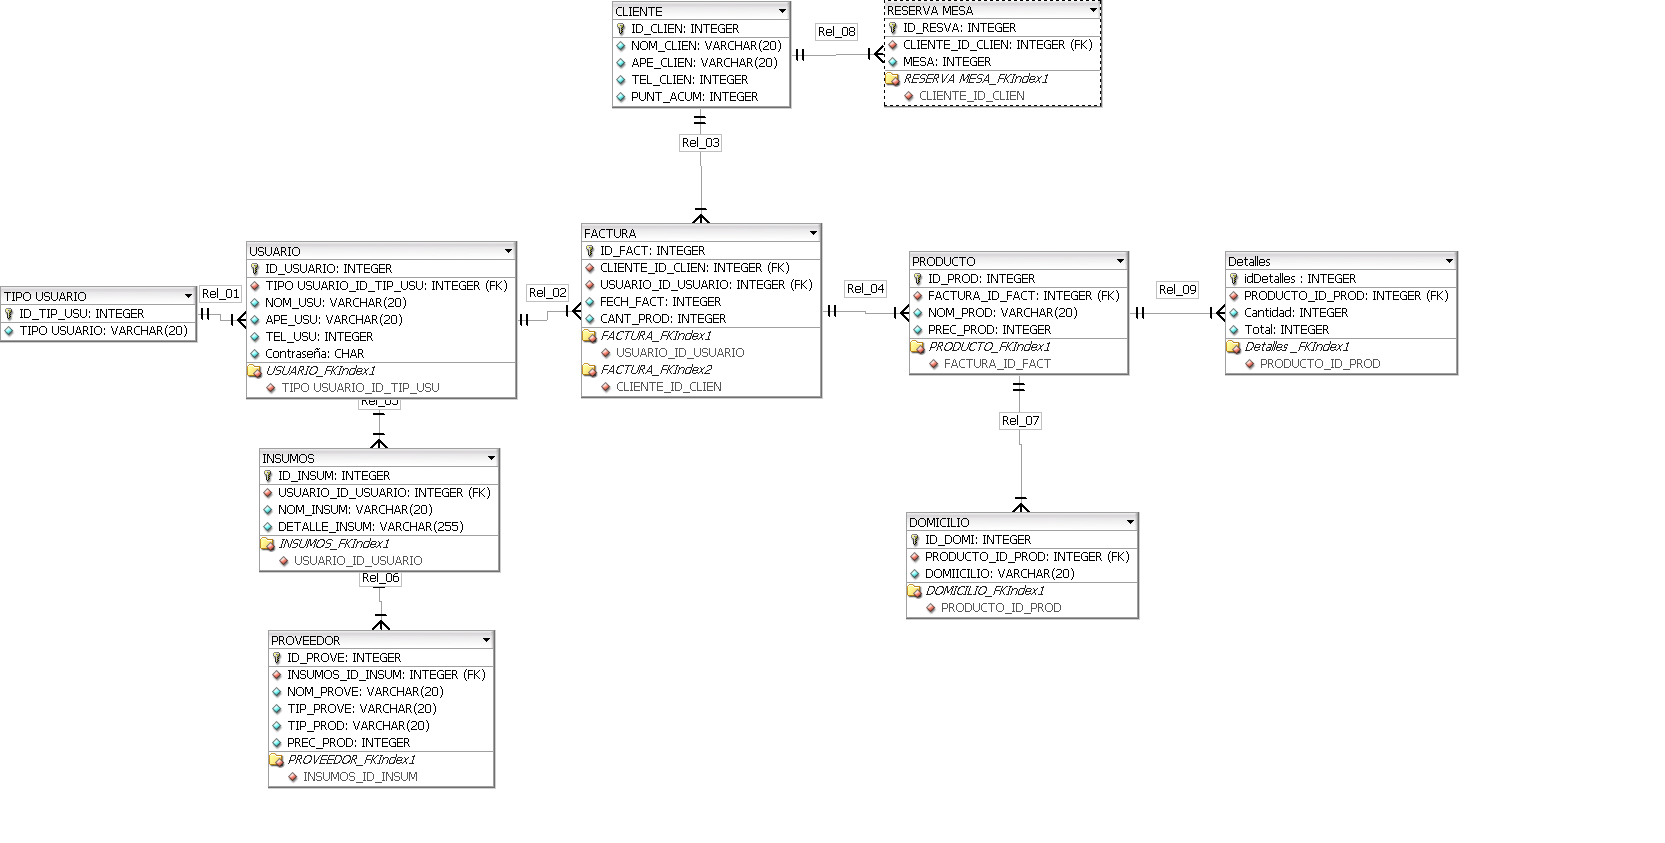 CLIENTE
ID_CLIEN: INTEGER
NOM_CLIEN: VARCHAR(20)
APE_CLIEN: VARCHAR(20)
TEL_CLIEN: INTEGER
PUNT_ACUM: INTEGER
Rel_08
RESERVA MESA
ID_RESVA: INTEGER
CLIENTE_ID_CLIEN: INTEGER (FK)
MESA: INTEGER
RESERVA MESA_FKIndex1
CLIENTE_ID_CLIEN
Rel_03
TIPO USUARIO
ID_TIP_USU: INTEGER
TIPO USUARIO: VARCHAR(20)
Rel_01
USUARIO
ID_USUARIO: INTEGER
TIPO USUARIO_ID_TIP_USU: INTEGER (FK)
NOM_USU: VARCHAR(20)
APE_USU: VARCHAR(20)
TEL_USU: INTEGER
Contraseña: CHAR
USUARIO_FKIndex1
TIPO USUARIO_ID_TIP_USU
Rel_02
FACTURA
ID_FACT: INTEGER
CLIENTE_ID_CLIEN: INTEGER (FK)
USUARIO_ID_USUARIO: INTEGER (FK)
FECH_FACT: INTEGER
CANT_PROD: INTEGER
FACTURA_FKIndex1
USUARIO_ID_USUARIO
FACTURA_FKIndex2
CLIENTE_ID_CLIEN
Rel_04
PRODUCTO
ID_PROD: INTEGER
FACTURA_ID_FACT: INTEGER (FK)
NOM_PROD: VARCHAR(20)
PREC_PROD: INTEGER
PRODUCTO_FKIndex1
FACTURA_ID_FACT
Rel_09
Detalles
idDetalles : INTEGER
PRODUCTO_ID_PROD: INTEGER (FK)
Cantidad: INTEGER
Total: INTEGER
Detalles _FKIndex1
PRODUCTO_ID_PROD
Rel_05
INSUMOS
ID_INSUM: INTEGER
USUARIO_ID_USUARIO: INTEGER (FK)
NOM_INSUM: VARCHAR(20)
DETALLE_INSUM: VARCHAR(255)
INSUMOS_FKIndex1
USUARIO_ID_USUARIO
Rel_07
DOMICILIO
ID_DOMI: INTEGER
PRODUCTO_ID_PROD: INTEGER (FK)
DOMIICILIO: VARCHAR(20)
DOMICILIO_FKIndex1
PRODUCTO_ID_PROD
Rel_06
PROVEEDOR
ID_PROVE: INTEGER
INSUMOS_ID_INSUM: INTEGER (FK)
NOM_PROVE: VARCHAR(20)
TIP_PROVE: VARCHAR(20)
TIP_PROD: VARCHAR(20)
PREC_PROD: INTEGER
PROVEEDOR_FKIndex1
INSUMOS_ID_INSUM